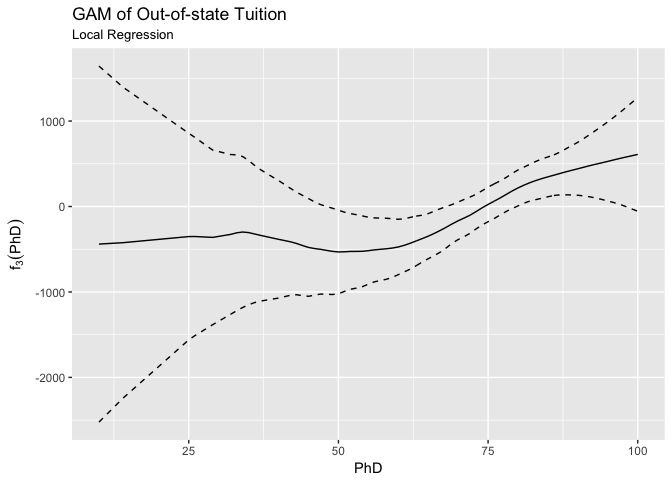 GAM of Out-of-state Tuition
Local Regression
f₃(PhD)
1000
0
-1000
-2000
25
50
75
100
PhD